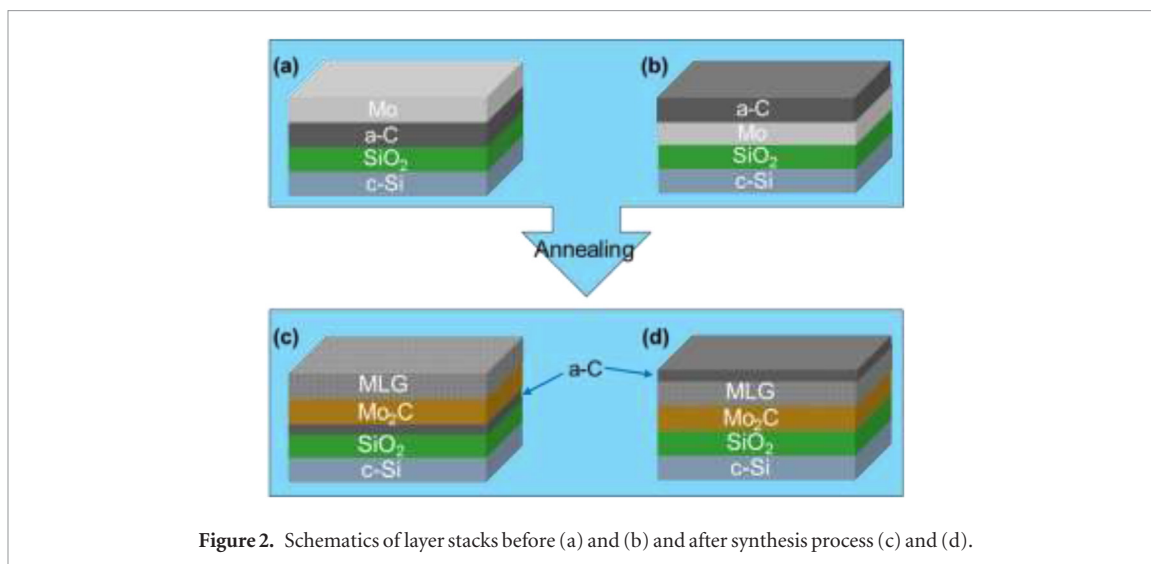 (a)
Mo
a-C
SiO₂
c-Si
(b)
a-C
Mo
SiO₂
c-Si
Annealing
(c)
MLG
Mo₂C
SiO₂
c-Si
a-C
(d)
MLG
Mo₂C
SiO₂
c-Si
Figure 2. Schematics of layer stacks before (a) and (b) and after synthesis process (c) and (d).